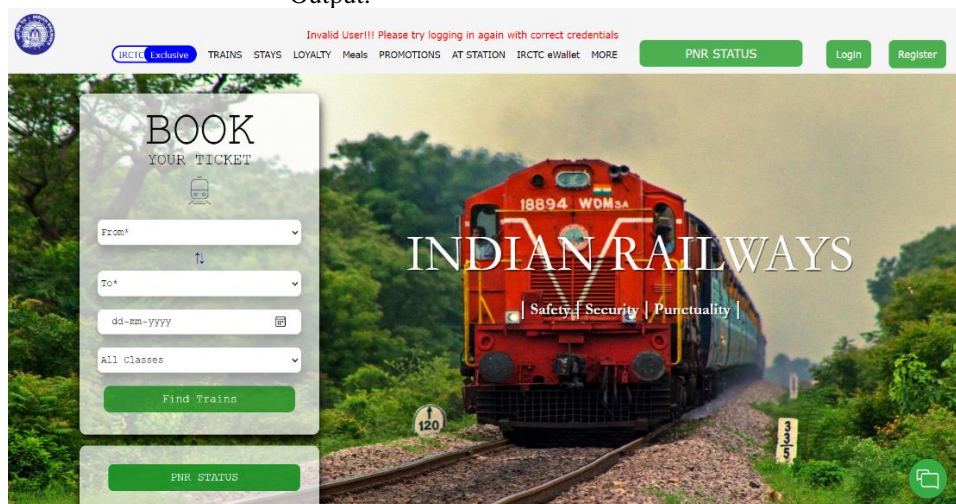 Output:
Invalid User!!! Please try logging in again with correct credentials
IRCTC Exclusive TRAINS STAYS LOYALTY Meals PROMOTIONS AT STATION IRCTC eWallet MORE PNR STATUS Login Register
BOOK
YOUR TICKET
From*
To*
dd-mm-yyyy
All Classes
Find Trains
PNR STATUS
18894 WDM3A
INDIAN RAILWAYS
| Safety | Security | Punctuality |
120
3
3
5